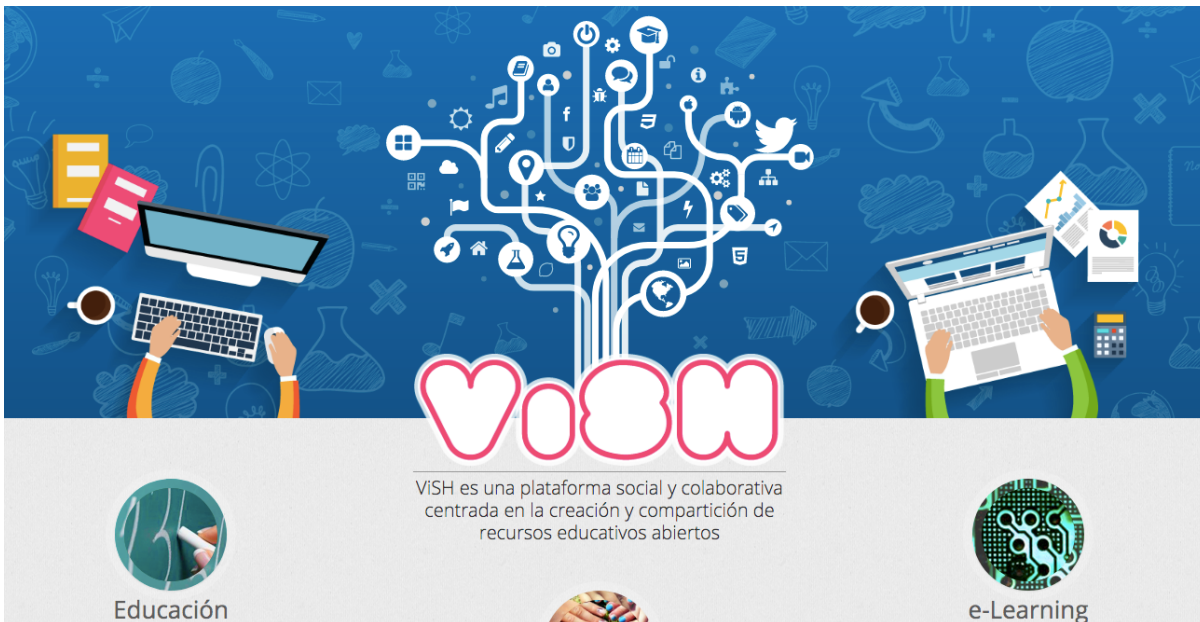 ViSH
ViSH es una plataforma social y colaborativa
centrada en la creación y compartición de
recursos educativos abiertos
Educación
e-Learning